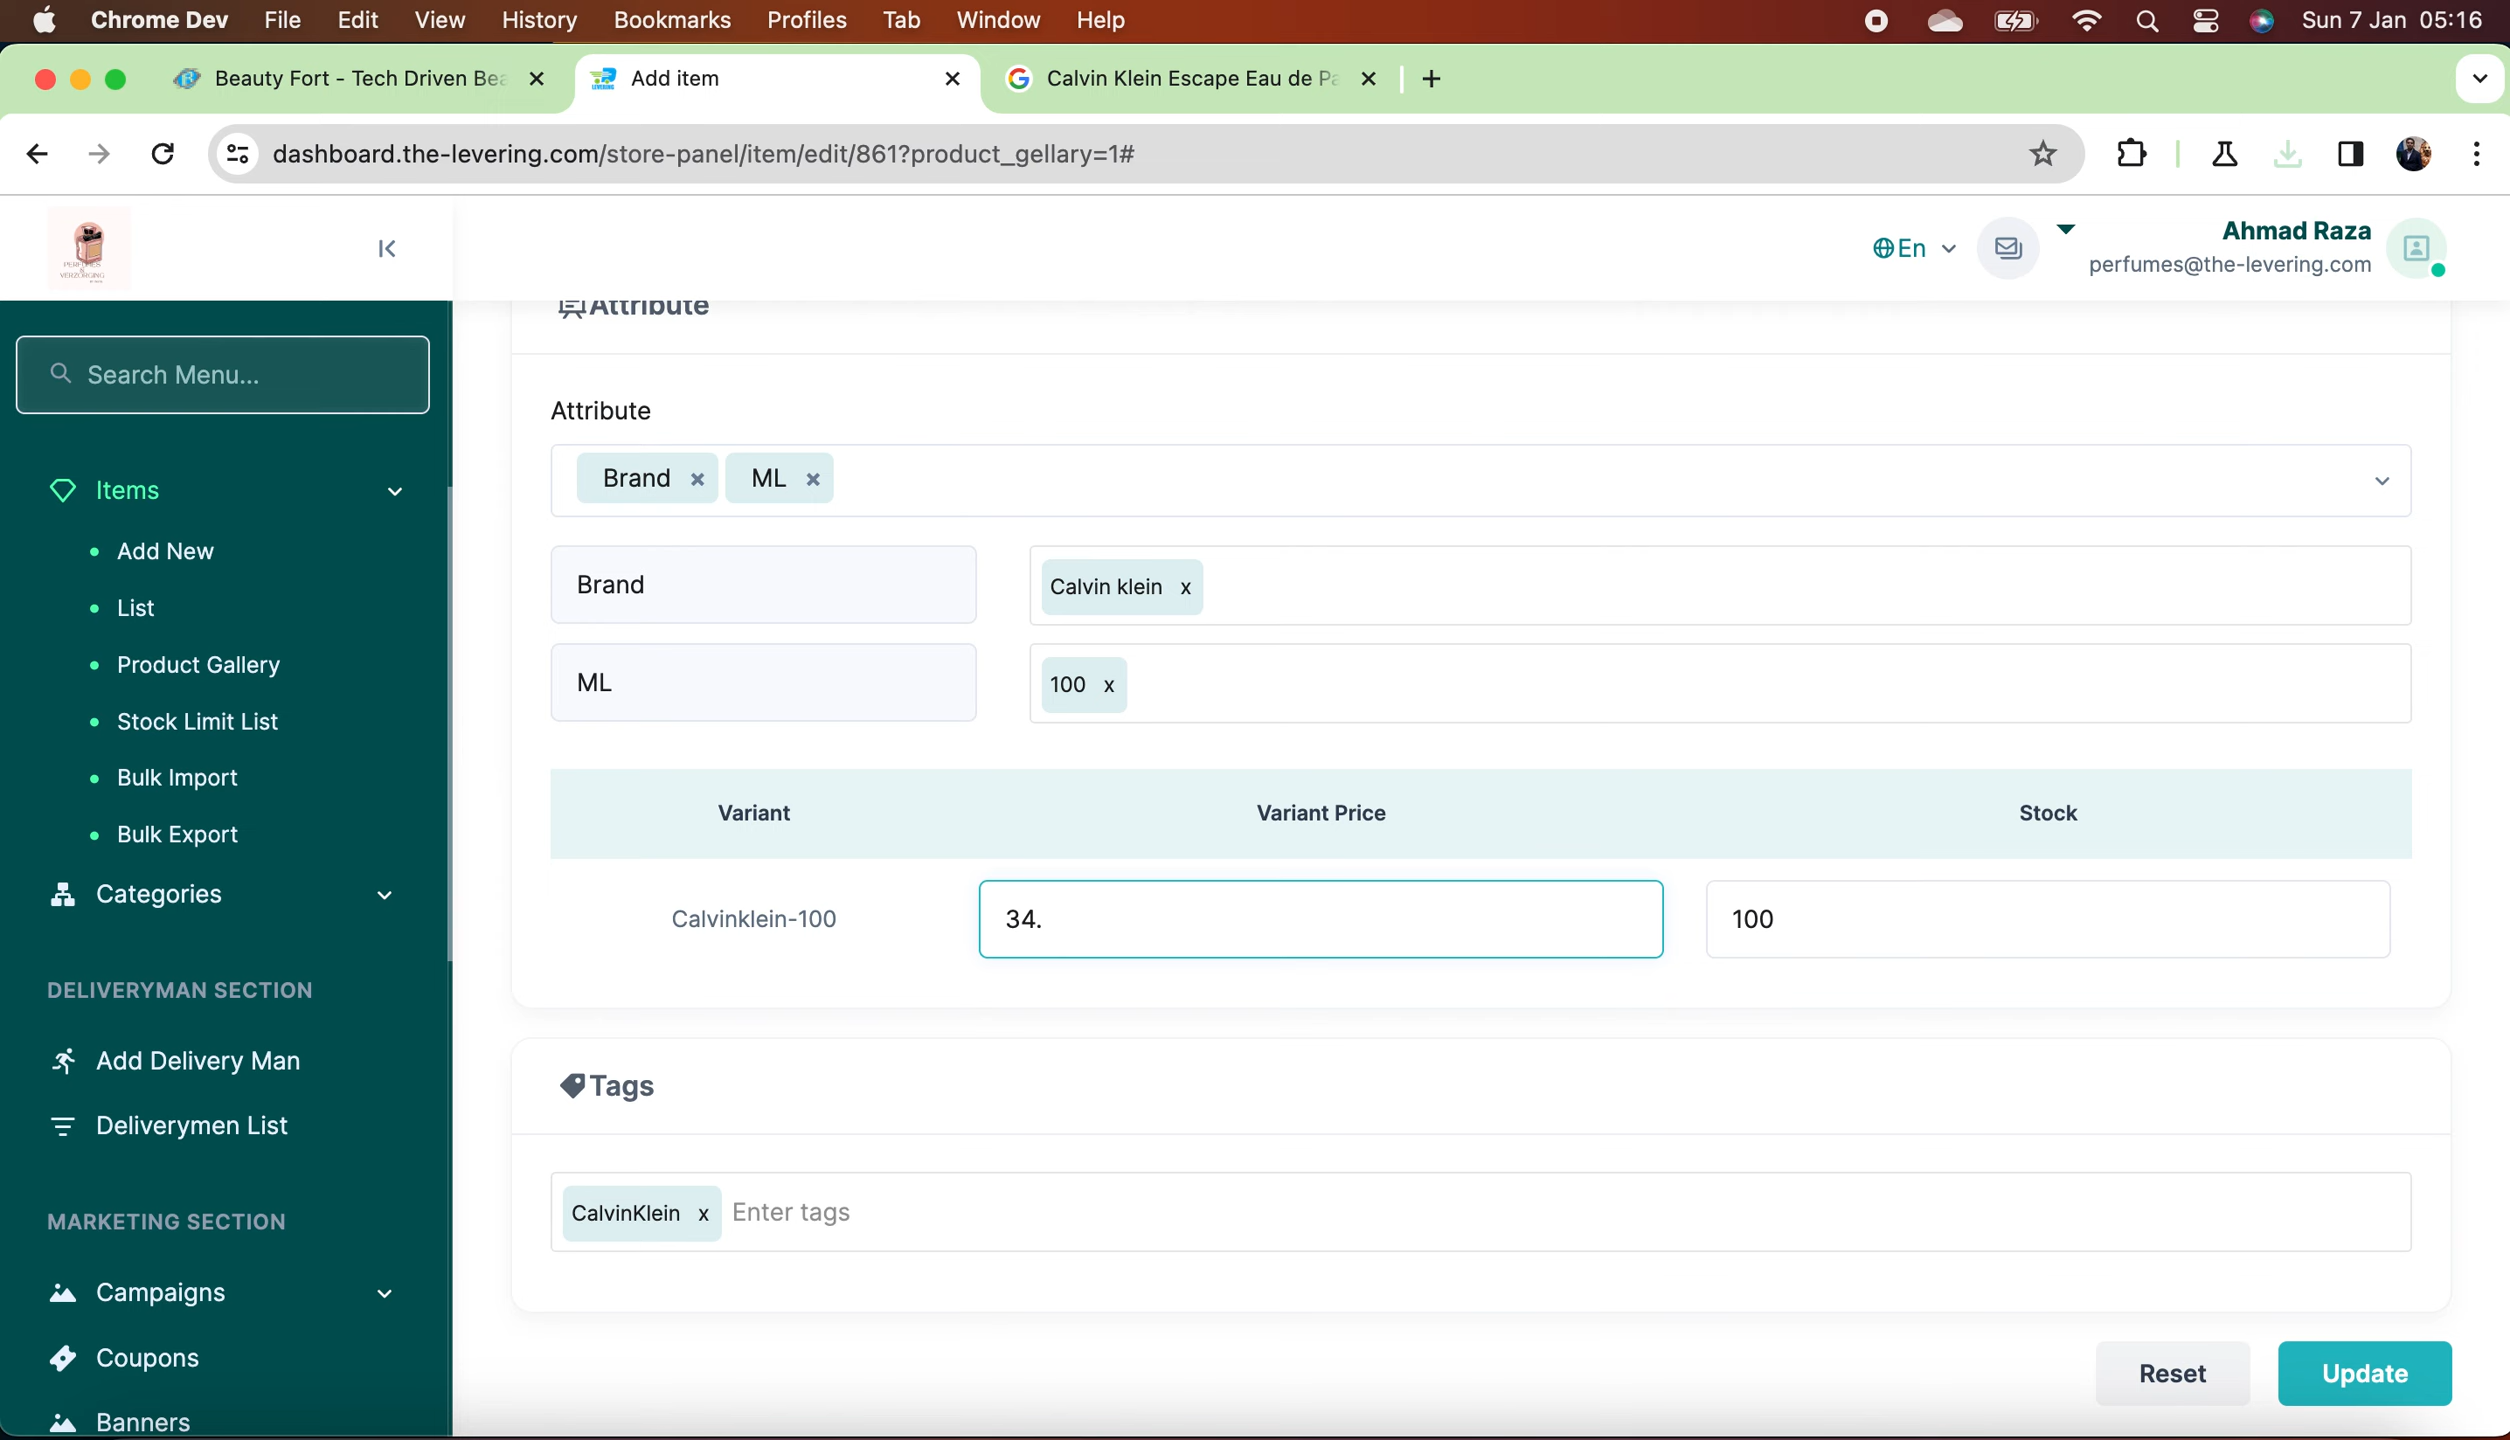 Chrome Dev File Edit View History Bookmarks Profiles Tab Window Help Sun 7 Jan 05:16
Beauty Fort - Tech Driven Bea Add item Calvin Klein Escape Eau de Pa
dashboard.the-levering.com/store-panel/item/edit/861?product_gellary=1#
PERFUMES
&
VERZORGING
En
Ahmad Raza
perfumes@the-levering.com
Search Menu...
Items
Add New
List
Product Gallery
Stock Limit List
Bulk Import
Bulk Export
Categories
DELIVERYMAN SECTION
Add Delivery Man
Deliverymen List
MARKETING SECTION
Campaigns
Coupons
Banners
Attribute
Attribute
Brand × ML ×
Brand Calvin klein x
ML 100 x
Variant Variant Price Stock
Calvinklein-100 34. 100
Tags
CalvinKlein x Enter tags
Reset Update